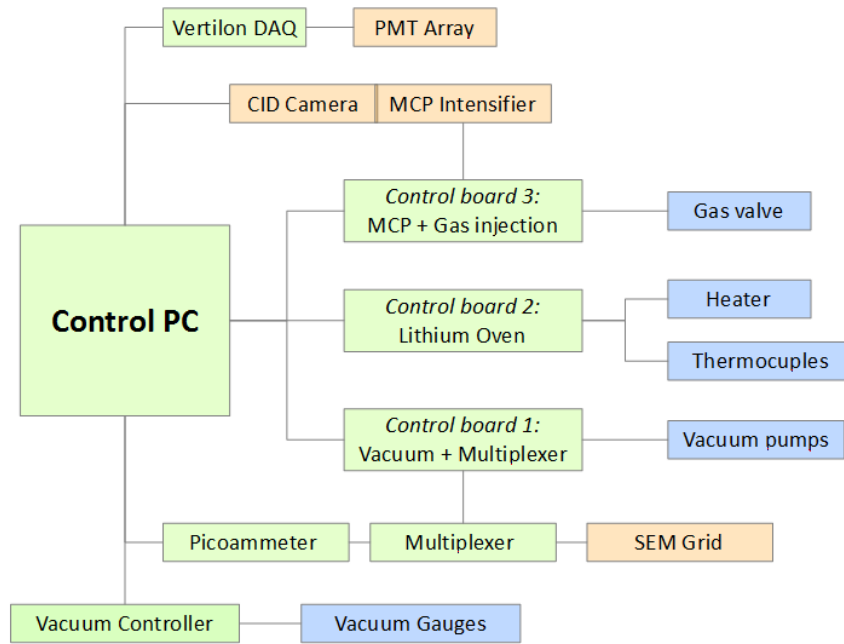 Vertilon DAQ
PMT Array
CID Camera
MCP Intensifier
Control board 3:
MCP + Gas injection
Gas valve
Control PC
Control board 2:
Lithium Oven
Heater
Thermocuples
Control board 1:
Vacuum + Multiplexer
Vacuum pumps
Picoammeter
Multiplexer
SEM Grid
Vacuum Controller
Vacuum Gauges